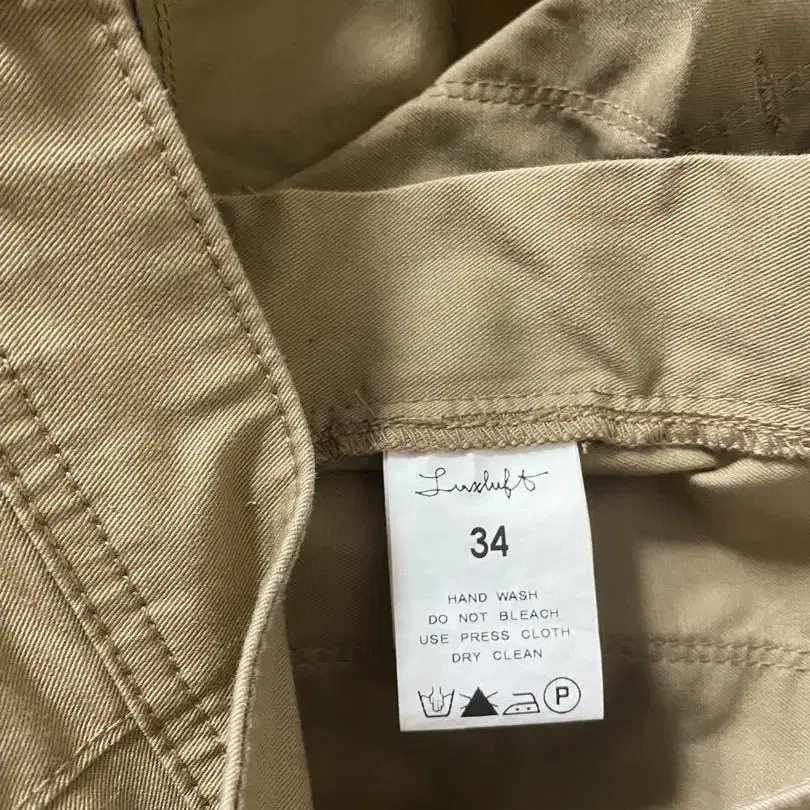 Luxluft
34
HAND WASH
DO NOT BLEACH
USE PRESS CLOTH
DRY CLEAN
P